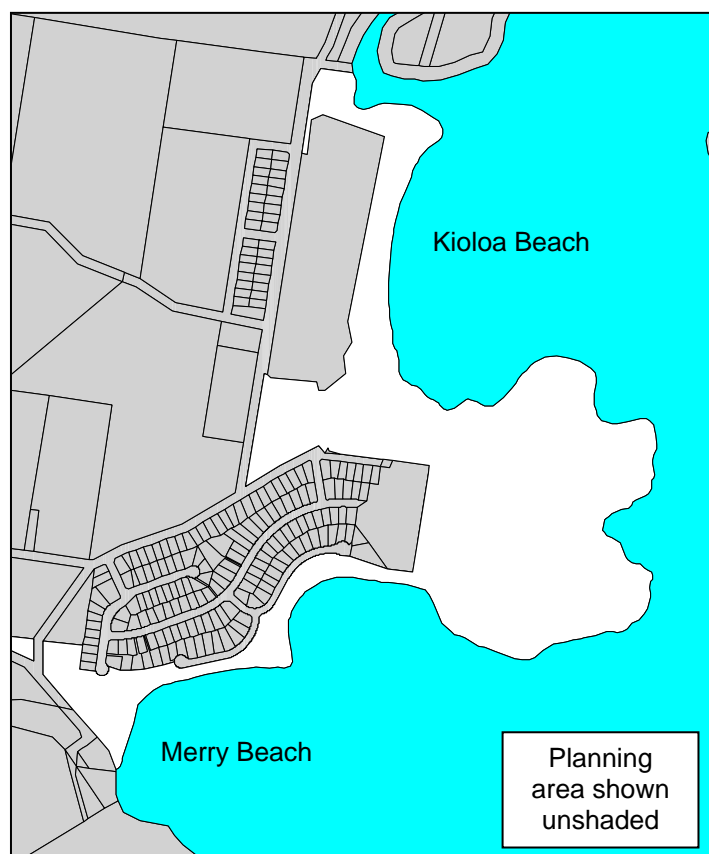 Kioloa Beach
Merry Beach
Planning
area shown
unshaded